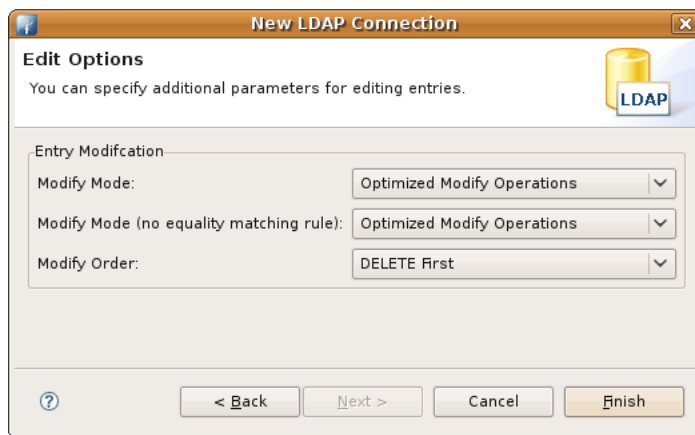 New LDAP Connection
Edit Options
You can specify additional parameters for editing entries.
LDAP
Entry Modifcation
Modify Mode: Optimized Modify Operations
Modify Mode (no equality matching rule): Optimized Modify Operations
Modify Order: DELETE First
< Back Next > Cancel Finish